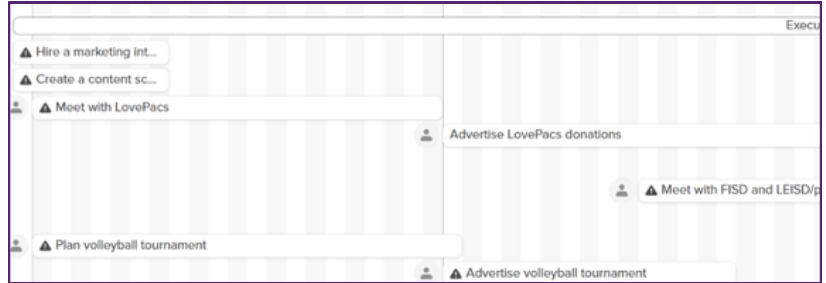 Execu
Hire a marketing int...
Create a content sc...
Meet with LovePacs
Advertise LovePacs donations
Meet with FISD and LEISD/p
Plan volleyball tournament
Advertise volleyball tournament